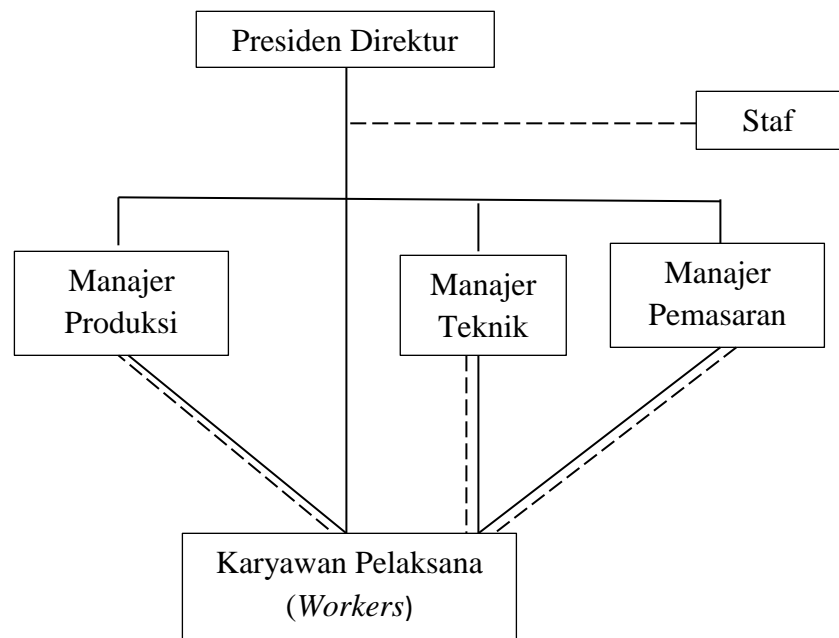 Presiden Direktur
Staf
Manajer
Produksi
Manajer
Teknik
Manajer
Pemasaran
Karyawan Pelaksana
(Workers)